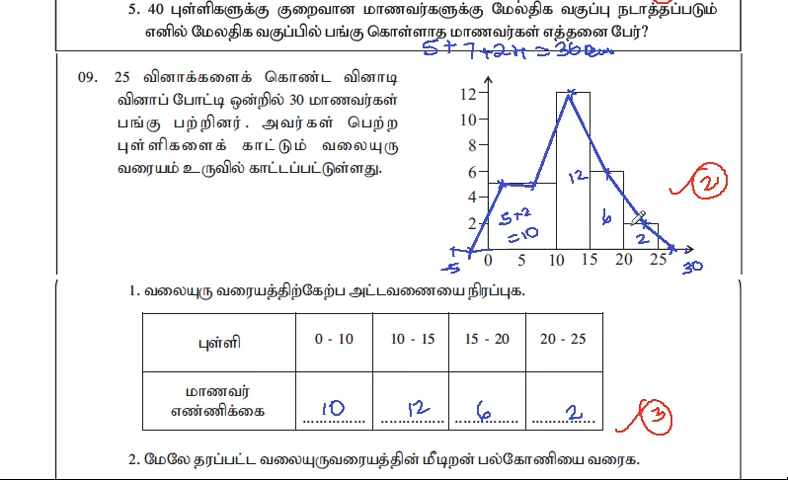 5. 40 புள்ளிகளுக்கு குறைவான மாணவர்களுக்கு மேலதிக வகுப்பு நடாத்தப்படும்
எனில் மேலதிக வகுப்பில் பங்கு கொள்ளாத மாணவர்கள் எத்தனை பேர்?
09. 25 வினாக்களைக் கொண்ட வினாடி
வினாப் போட்டி ஒன்றில் 30 மாணவர்கள்
பங்கு பற்றினர். அவர்கள் பெற்ற
புள்ளிகளைக் காட்டும் வலையுரு
வரையம் உருவில் காட்டப்பட்டுள்ளது.
12
10
8
6
4
2
12
5+2
=10
6
2
2
-5
0 5 10 15 20 25
30
1. வலையுரு வரையத்திற்கேற்ப அட்டவணையை நிரப்புக.
புள்ளி 0 - 10 10 - 15 15 - 20 20 - 25
மாணவர்
எண்ணிக்கை 10 12 6 2
3
2. மேலே தரப்பட்ட வலையுருவரையத்தின் மீடிறன் பல்கோணியை வரைக.